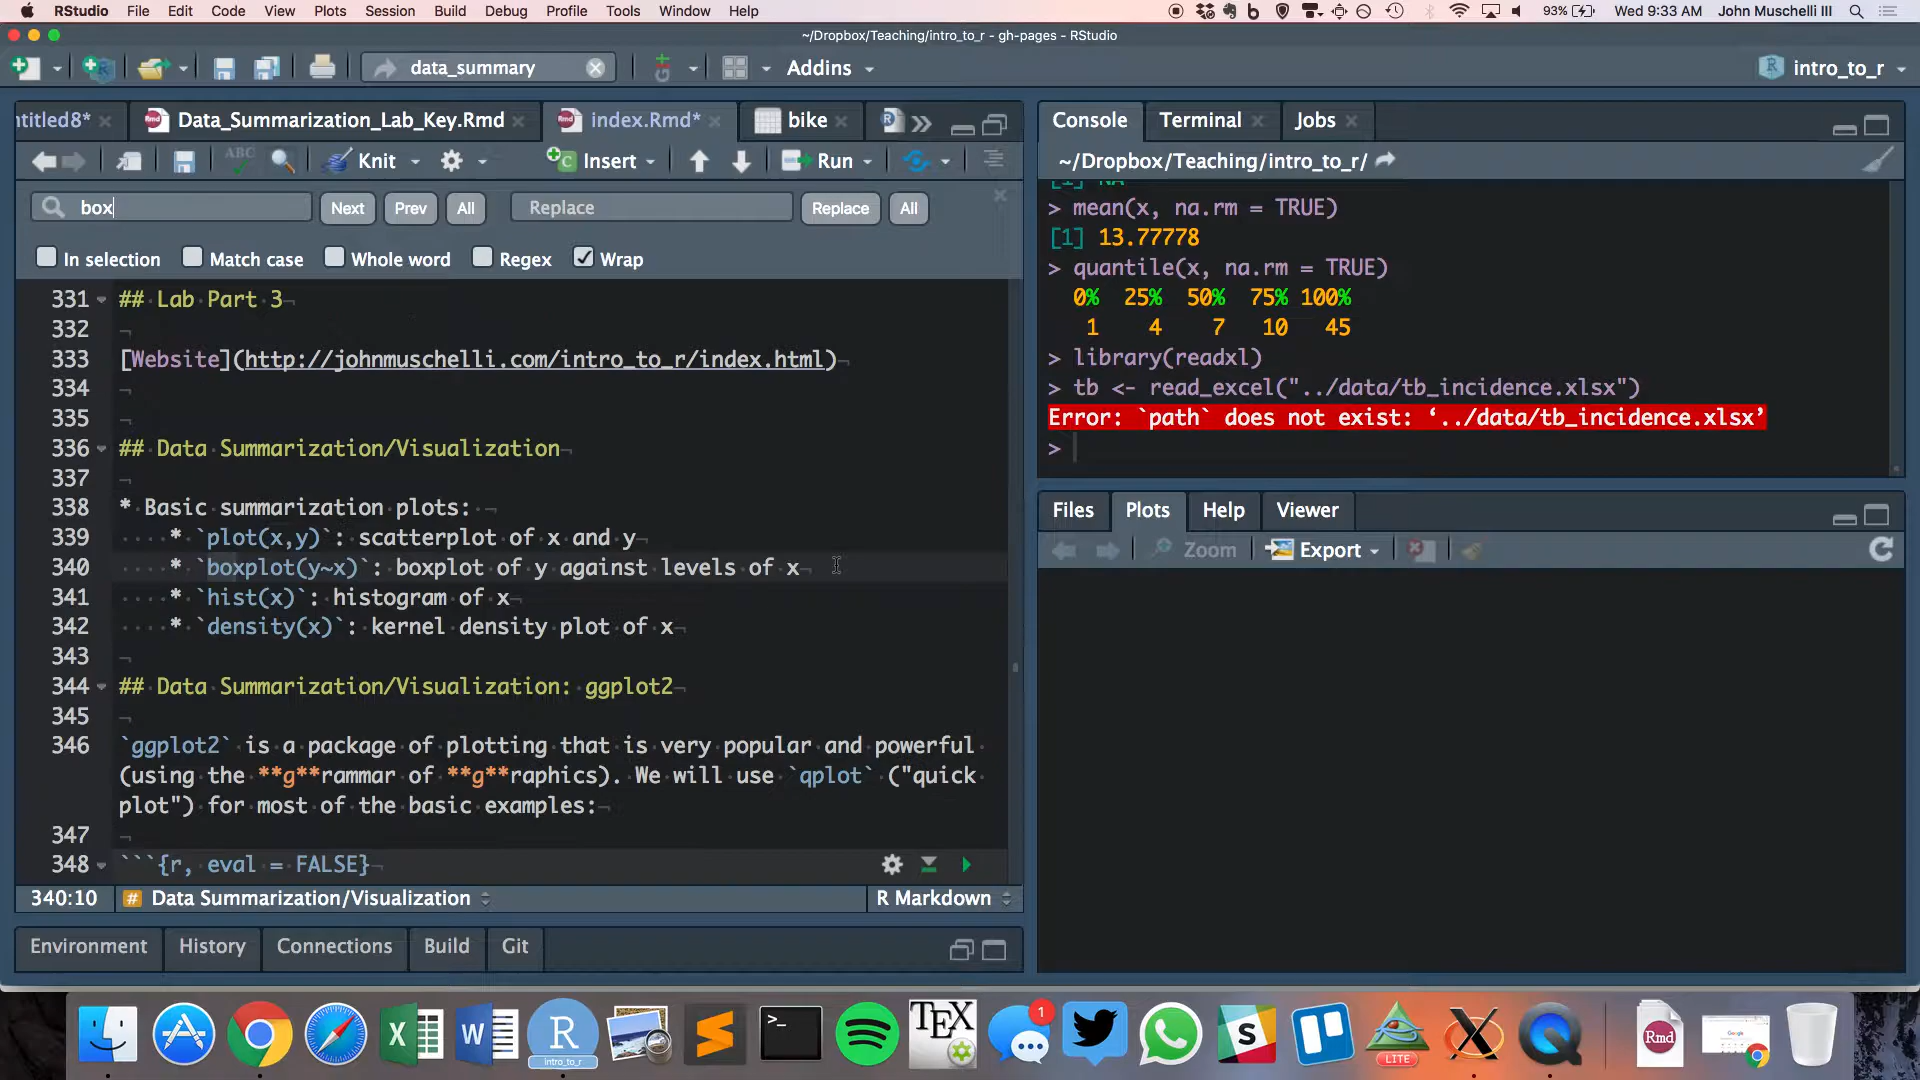 RStudio File Edit Code View Plots Session Build Debug Profile Tools Window Help 93% Wed 9:33 AM John Muschelli III
~/Dropbox/Teaching/intro_to_r - gh-pages - RStudio
data_summary Addins intro_to_r
ntitled8* Data_Summarization_Lab_Key.Rmd index.Rmd* bike
ABC Knit Insert Run
box Next Prev All Replace Replace All
In selection Match case Whole word Regex Wrap
331 ## Lab Part 3
332
333 [Website](http://johnmuschelli.com/intro_to_r/index.html)
334
335
336 ## Data Summarization/Visualization
337
338 * Basic summarization plots:
339 * `plot(x,y)`: scatterplot of x and y
340 * `boxplot(y~x)`: boxplot of y against levels of x
341 * `hist(x)`: histogram of x
342 * `density(x)`: kernel density plot of x
343
344 ## Data Summarization/Visualization: ggplot2
345
346 `ggplot2` is a package of plotting that is very popular and powerful
(using the **g**rammar of **g**raphics). We will use `qplot` ("quick
plot") for most of the basic examples:
347
348 ```{r, eval = FALSE}
340:10 # Data Summarization/Visualization R Markdown
Environment History Connections Build Git
Console Terminal Jobs
~/Dropbox/Teaching/intro_to_r/
[1] NA
> mean(x, na.rm = TRUE)
[1] 13.77778
> quantile(x, na.rm = TRUE)
0% 25% 50% 75% 100%
1 4 7 10 45
> library(readxl)
> tb <- read_excel("../data/tb_incidence.xlsx")
Error: `path` does not exist: ‘../data/tb_incidence.xlsx’
>
Files Plots Help Viewer
Zoom Export
intro_to_r
TEX
1
LITE
Rmd
Google